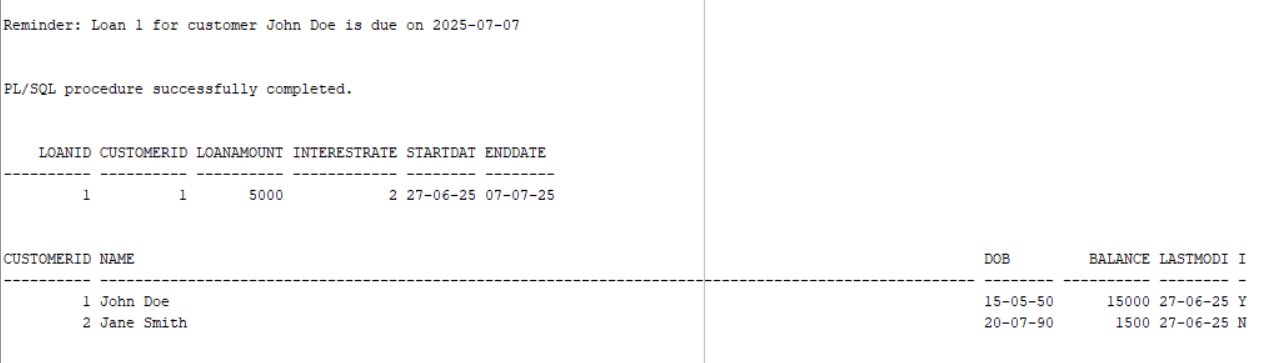 Reminder: Loan 1 for customer John Doe is due on 2025-07-07
PL/SQL procedure successfully completed.
LOANID CUSTOMERID LOANAMOUNT INTERESTRATE STARTDAT ENDDATE
---------- ---------- ---------- ------------ -------- --------
1 1 5000 2 27-06-25 07-07-25
CUSTOMERID NAME DOB BALANCE LASTMODI I
---------- ---------------------------------------------------------------------------------------------------- -------- ---------- -------- -
1 John Doe 15-05-50 15000 27-06-25 Y
2 Jane Smith 20-07-90 1500 27-06-25 N